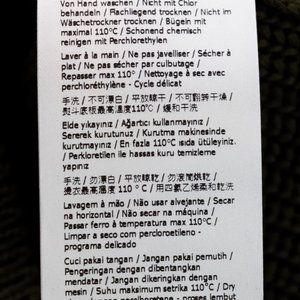 Von Hand waschen / Nicht mit Chlor
behandeln / Flachliegend trocknen / Nicht im
Wäschetrockner trocknen / Bügeln mit
maximal 110°C / Schonend chemisch
reinigen mit Perchlorethylen
Laver à la main / Ne pas javelliser / Sécher à
plat / Ne pas sécher par culbutage /
Repasser max 110° / Nettoyage à sec avec
perchloréthylène - Cycle délicat
手洗 / 不可漂白 / 平放晾干 / 不可翻转干燥 /
熨斗底板最高温度 110℃ / 缓和干洗
Elde yıkayınız / Ağartıcı kullanmayınız /
Sererek kurutunuz / Kurutma makinesinde
kurutmayınız / En fazla 110°C ısıda ütüleyiniz.
/ Perkloretilen ile hassas kuru temizleme
yapınız
手洗 / 勿漂白 / 平放晾乾 / 勿滾筒烘乾 /
燙衣最高溫度 110 º C / 用四氯乙烯柔和乾洗
Lavagem à mão / Não usar alvejante / Secar
na horizontal / Não secar na máquina /
Passar ferro à temperatura max 110°C /
Limpar a seco com percloroetileno -
programa delicado
Cuci pakai tangan / Jangan pakai pemutih /
Pengeringan dengan dibentangkan
mendatar / Jangan dikeringkan dengan
mesin / Suhu maksimum setrika 110°C / Dry
dengan perchloretene - proses lembut